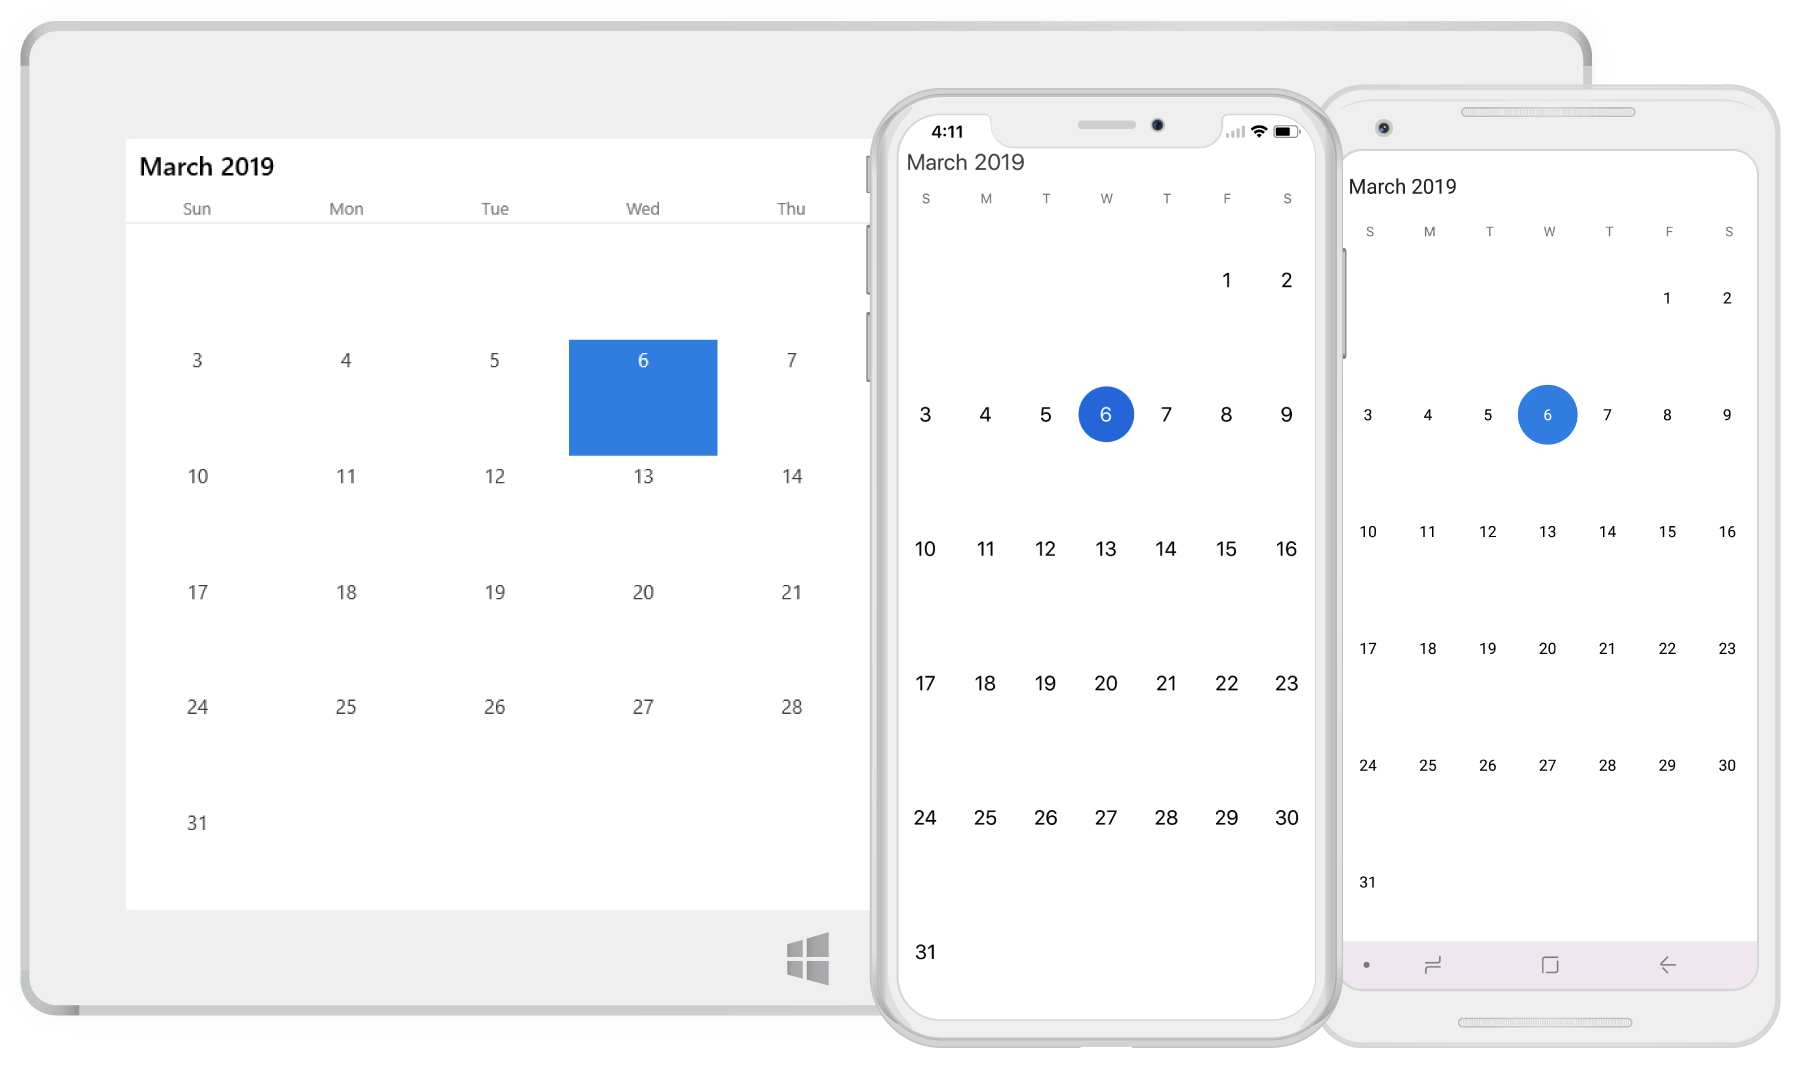 March 2019
Sun Mon Tue Wed Thu
3 4 5 6 7
10 11 12 13 14
17 18 19 20 21
24 25 26 27 28
31
4:11
March 2019
S M T W T F S
1 2
3 4 5 6 7 8 9
10 11 12 13 14 15 16
17 18 19 20 21 22 23
24 25 26 27 28 29 30
31
March 2019
S M T W T F S
1 2
3 4 5 6 7 8 9
10 11 12 13 14 15 16
17 18 19 20 21 22 23
24 25 26 27 28 29 30
31